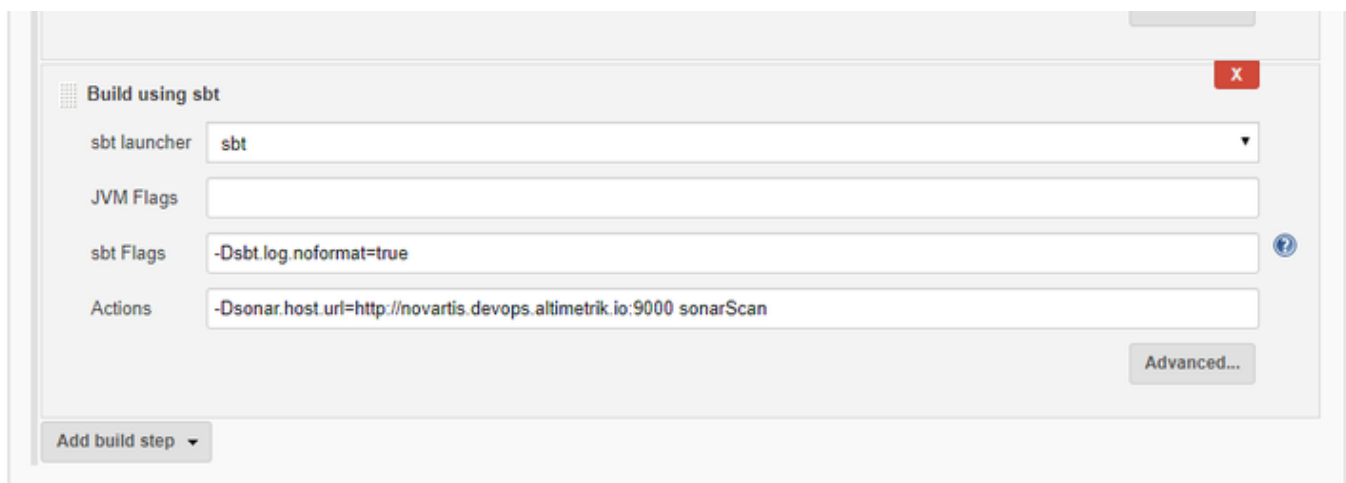 X
Build using sbt
sbt launcher
sbt
JVM Flags
sbt Flags
-Dsbt.log.noformat=true
?
Actions
-Dsonar.host.url=http://novartis.devops.altimetrik.io:9000 sonarScan
Advanced...
Add build step